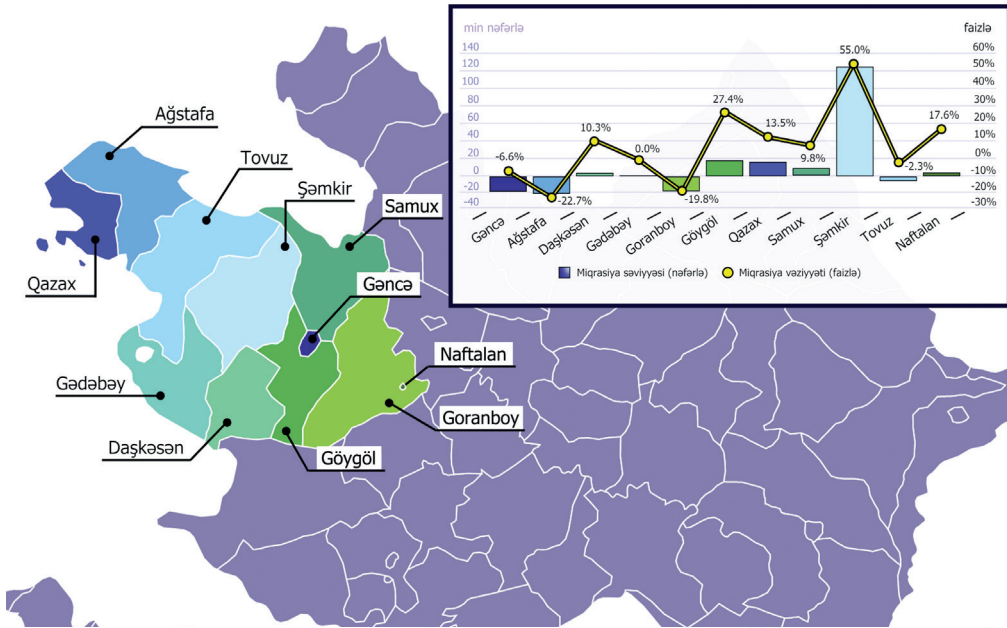 Ağstafa
Tovuz
Şəmkir
Samux
Qazax
Gəncə
Gədəbəy
Naftalan
Daşkəsən
Göygöl
Goranboy
min nəfərlə
faizlə
140
120
100
80
60
40
20
0
-20
-40
60%
50%
40%
30%
20%
10%
0%
-10%
-20%
-30%
-6.6%
-22.7%
10.3%
0.0%
-19.8%
27.4%
13.5%
9.8%
55.0%
-2.3%
17.6%
Gəncə
Ağstafa
Daşkəsən
Gədəbəy
Goranboy
Göygöl
Qazax
Samux
Şəmkir
Tovuz
Naftalan
Miqrasiya səviyyəsi (nəfərlə)
Miqrasiya vəziyyəti (faizlə)